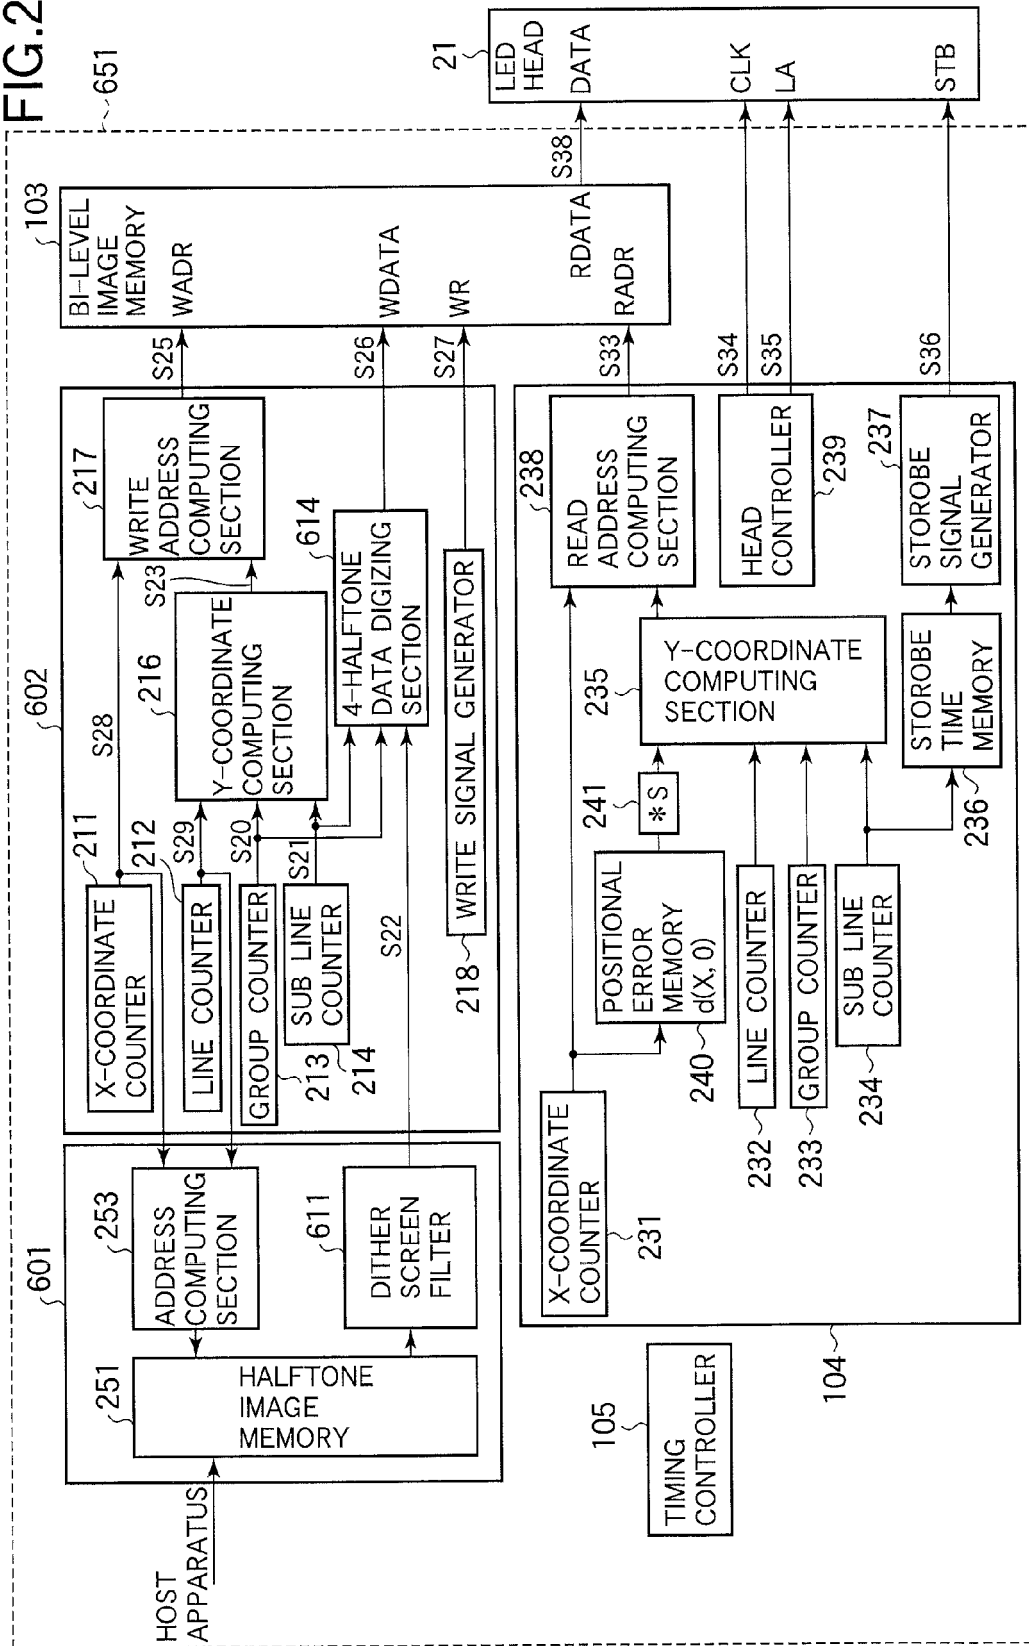 FIG.2
651
HOST
APPARATUS
601
251
HALFTONE
IMAGE
MEMORY
253
ADDRESS
COMPUTING
SECTION
611
DITHER
SCREEN
FILTER
602
211
X-COORDINATE
COUNTER
212
LINE COUNTER
GROUP COUNTER
213
SUB LINE
COUNTER
214
S28
S29
S20
S21
S22
216
Y-COORDINATE
COMPUTING
SECTION
S23
217
WRITE
ADDRESS
COMPUTING
SECTION
614
4-HALFTONE
DATA DIGIZING
SECTION
218
WRITE SIGNAL GENERATOR
S25
S26
S27
103
BI-LEVEL
IMAGE
MEMORY
WADR
WDATA
WR
RDATA
RADR
S38
21
LED
HEAD
DATA
CLK
LA
STB
105
TIMING
CONTROLLER
104
X-COORDINATE
COUNTER
231
POSITIONAL
ERROR
MEMORY
d(X, 0)
240
241
*S
232
LINE COUNTER
233
GROUP COUNTER
234
SUB LINE
COUNTER
235
Y-COORDINATE
COMPUTING
SECTION
238
READ
ADDRESS
COMPUTING
SECTION
HEAD
CONTROLLER
239
STOROBE
TIME
MEMORY
236
237
STOROBE
SIGNAL
GENERATOR
S33
S34
S35
S36